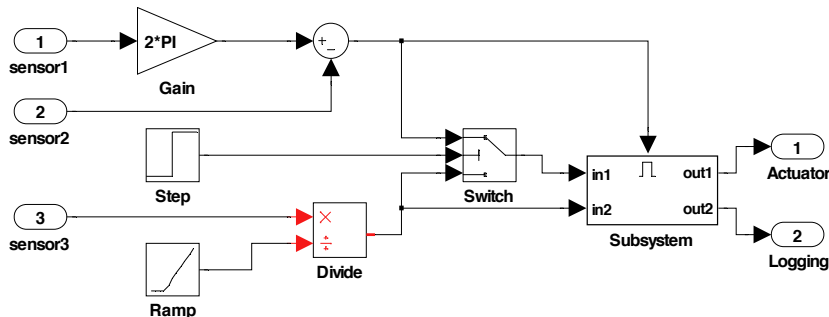 1
sensor1
2*PI
Gain
+
−
2
sensor2
Step
Switch
in1
in2
out1
out2
Subsystem
1
Actuator
2
Logging
3
sensor3
×
÷
Divide
Ramp